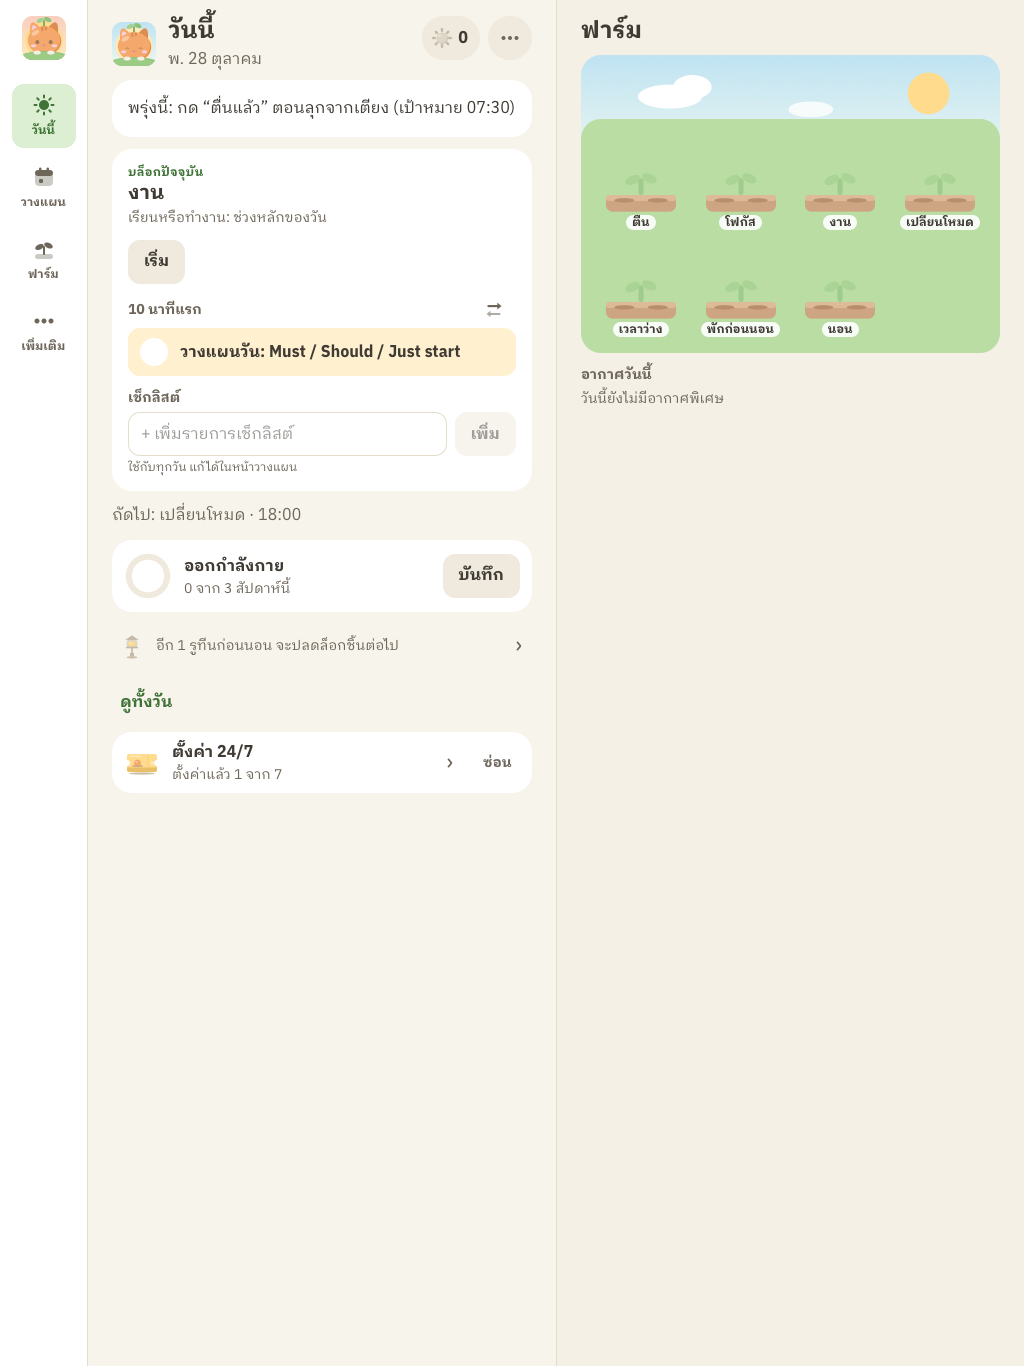 วันนี้
วางแผน
ฟาร์ม
เพิ่มเติม
วันนี้
พ. 28 ตุลาคม
0
พรุ่งนี้: กด “ตื่นแล้ว” ตอนลุกจากเตียง (เป้าหมาย 07:30)
บล็อกปัจจุบัน
งาน
เรียนหรือทำงาน: ช่วงหลักของวัน
เริ่ม
10 นาทีแรก
วางแผนวัน: Must / Should / Just start
เช็กลิสต์
+ เพิ่มรายการเช็กลิสต์
เพิ่ม
ใช้กับทุกวัน แก้ได้ในหน้าวางแผน
ถัดไป: เปลี่ยนโหมด · 18:00
ออกกำลังกาย
0 จาก 3 สัปดาห์นี้
บันทึก
อีก 1 รูทีนก่อนนอน จะปลดล็อกชิ้นต่อไป
ดูทั้งวัน
ตั้งค่า 24/7
ตั้งค่าแล้ว 1 จาก 7
ซ่อน
ฟาร์ม
ตื่น
โฟกัส
งาน
เปลี่ยนโหมด
เวลาว่าง
พักก่อนนอน
นอน
อากาศวันนี้
วันนี้ยังไม่มีอากาศพิเศษ